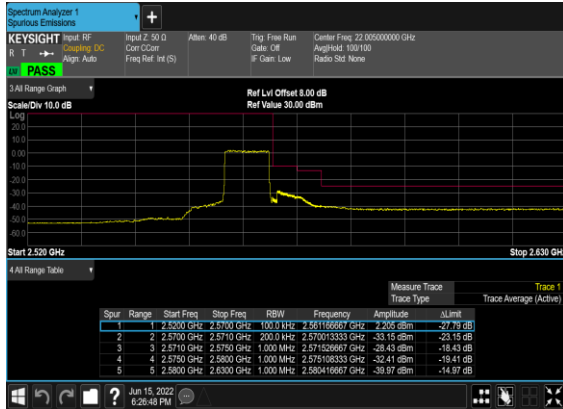 Spectrum Analyzer 1
Spurious Emissions
KEYSIGHT Input: RF Input Z: 50 Ω Atten: 40 dB Trig: Free Run Center Freq: 22.005000000 GHz
R T Coupling: DC Corr CCorr Gate: Off Avg|Hold: 100/100
Align: Auto Freq Ref: Int (S) IF Gain: Low Radio Std: None
PASS
3 All Range Graph
Ref Lvl Offset 8.00 dB
Scale/Div 10.0 dB Ref Value 30.00 dBm
Log
20.0
10.0
0.00
-10.0
-20.0
-30.0
-40.0
-50.0
-60.0
Start 2.520 GHz Stop 2.630 GHz
4 All Range Table
Measure Trace Trace 1
Trace Type Trace Average (Active)
Spur Range Start Freq Stop Freq RBW Frequency Amplitude ΔLimit
1 1 2.5200 GHz 2.5700 GHz 100.0 kHz 2.561166667 GHz 2.205 dBm -27.79 dB
2 2 2.5700 GHz 2.5710 GHz 200.0 kHz 2.570013333 GHz -33.15 dBm -23.15 dB
3 3 2.5710 GHz 2.5750 GHz 1.000 MHz 2.571526667 GHz -28.43 dBm -18.43 dB
4 4 2.5750 GHz 2.5800 GHz 1.000 MHz 2.575108333 GHz -32.41 dBm -19.41 dB
5 5 2.5800 GHz 2.6300 GHz 1.000 MHz 2.580416667 GHz -39.97 dBm -14.97 dB
Jun 15, 2022
6:26:48 PM